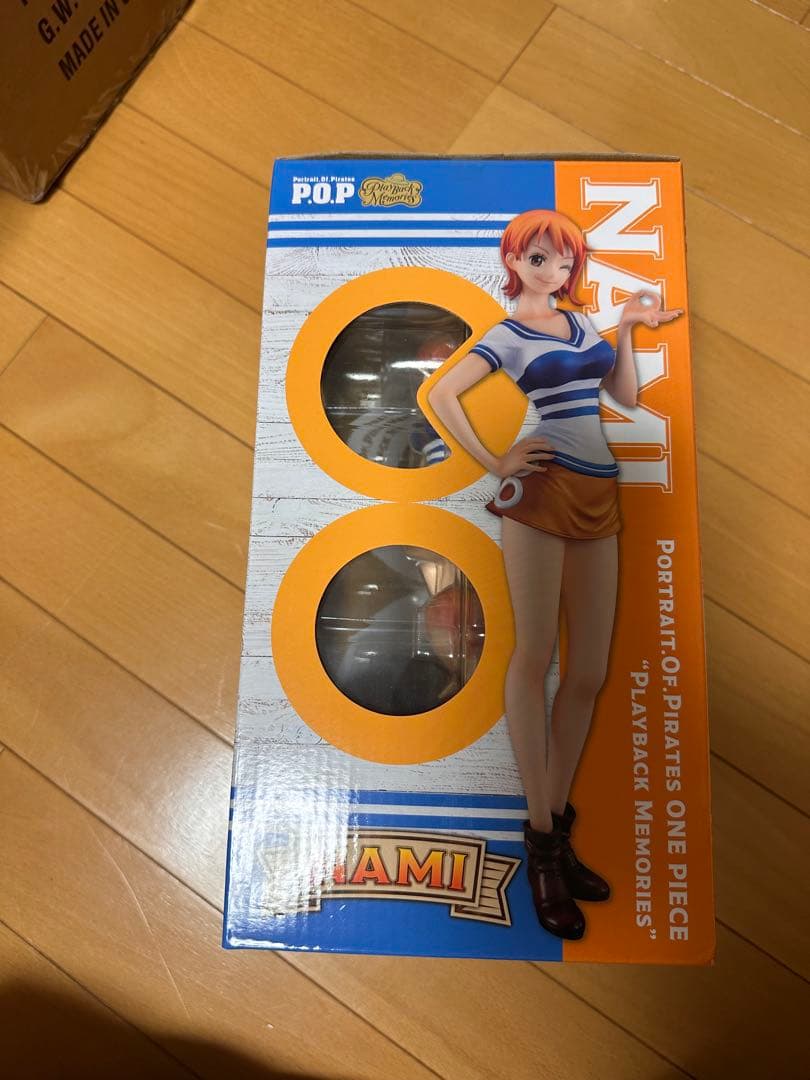 G.W.
MADE IN
Portrait.Of.Pirates
P.O.P
PlayBack
Memories
NAMI
PORTRAIT.OF.PIRATES ONE PIECE
“PLAYBACK MEMORIES”
NAMI